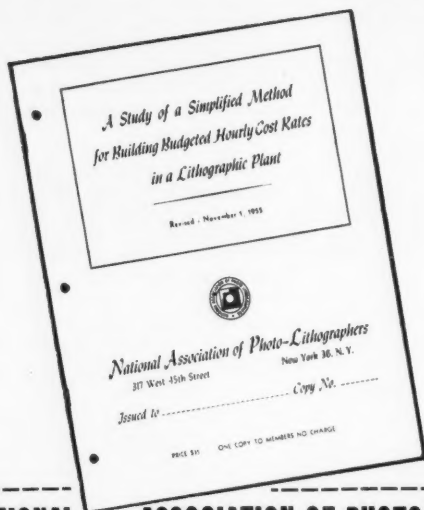 A Study of a Simplified Method
for Building Budgeted Hourly Cost Rates
in a Lithographic Plant
Revised - November 1, 1955
National Association of Photo-Lithographers
317 West 45th Street New York 36, N. Y.
Issued to Copy No.
ONE COPY TO MEMBERS NO CHARGE
ASSOCIATION OF PHOTO